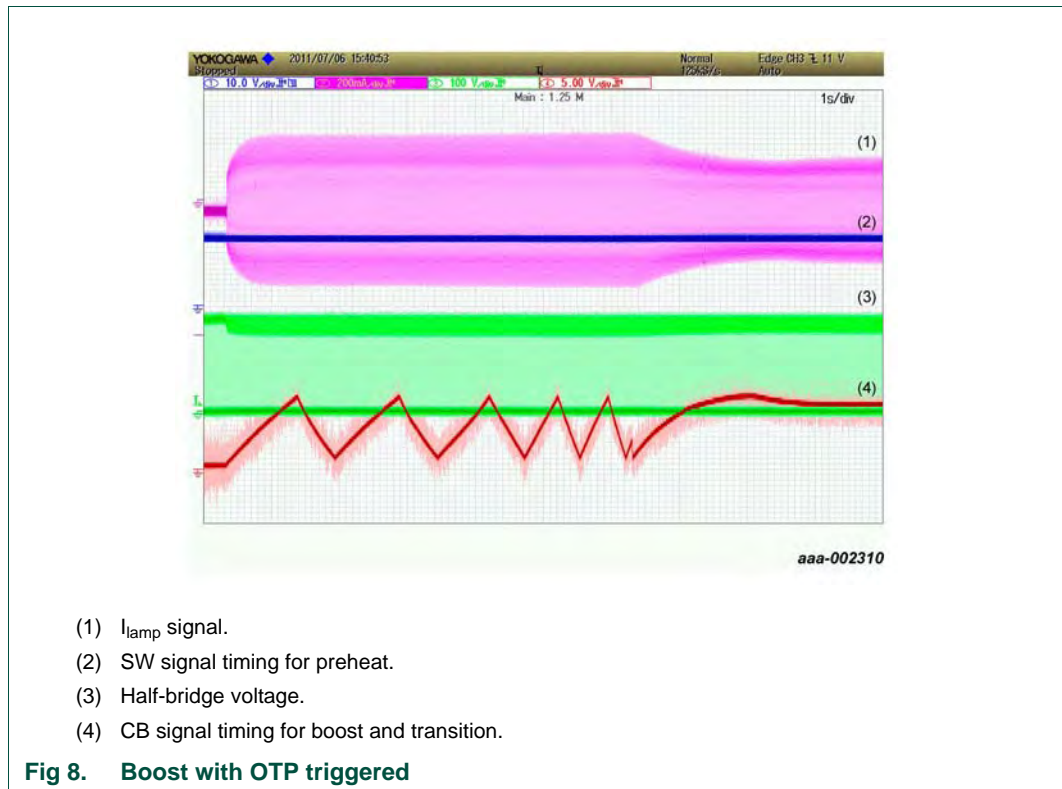 YOKOGAWA ◆ 2011/07/06 15:40:53 Normal Edge CH3 11 V
Stopped 125kS/s Auto
10.0 V/div 200mA/div 100 V/div 5.00 V/div
Main : 1.25 M 1s/div
(1)
(2)
(3)
(4)
aaa-002310
(1) Ilamp signal.
(2) SW signal timing for preheat.
(3) Half-bridge voltage.
(4) CB signal timing for boost and transition.
Fig 8. Boost with OTP triggered